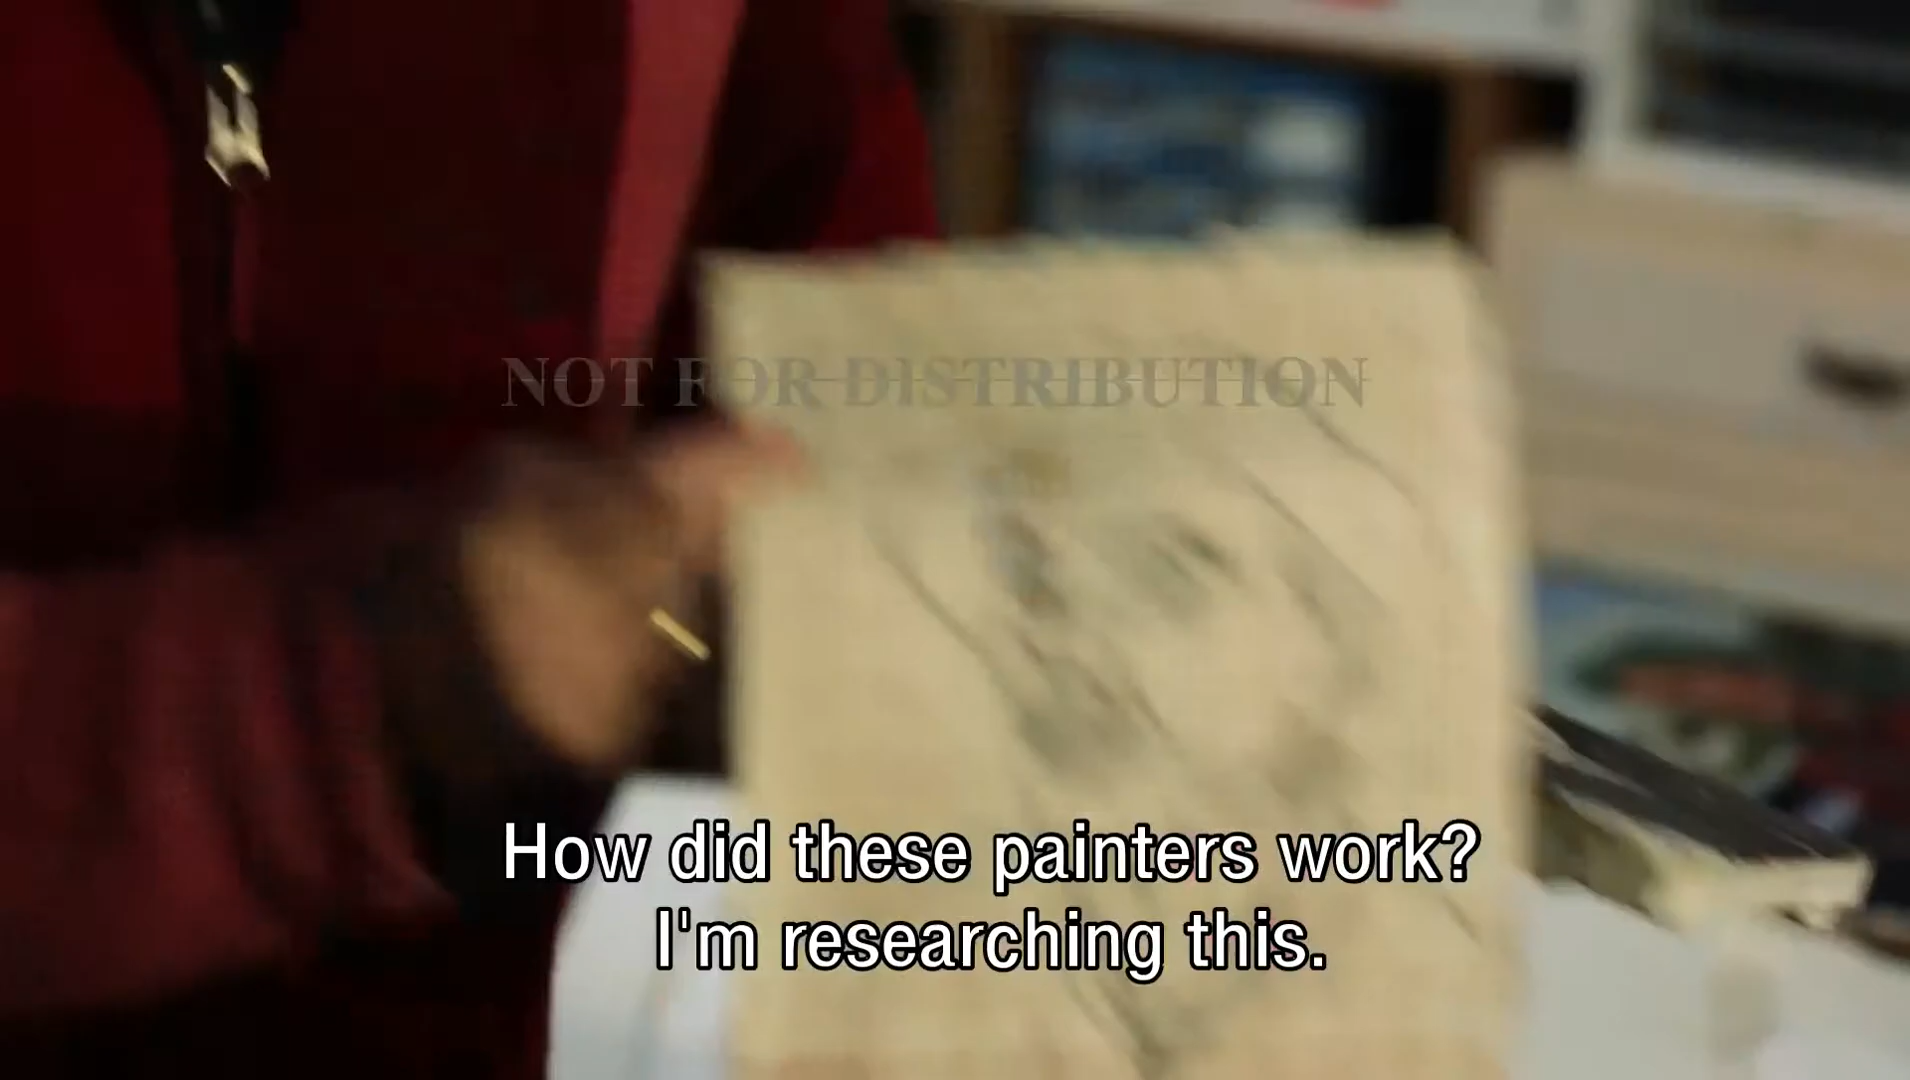 NOT FOR DISTRIBUTION
How did these painters work?
I'm researching this.